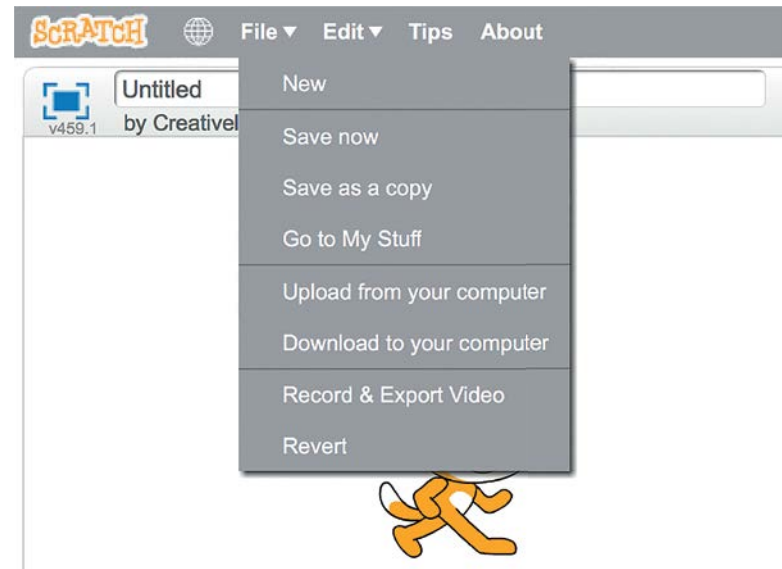 SCRATCH File Edit Tips About
Untitled
v459.1 by Creativel
New
Save now
Save as a copy
Go to My Stuff
Upload from your computer
Download to your computer
Record & Export Video
Revert